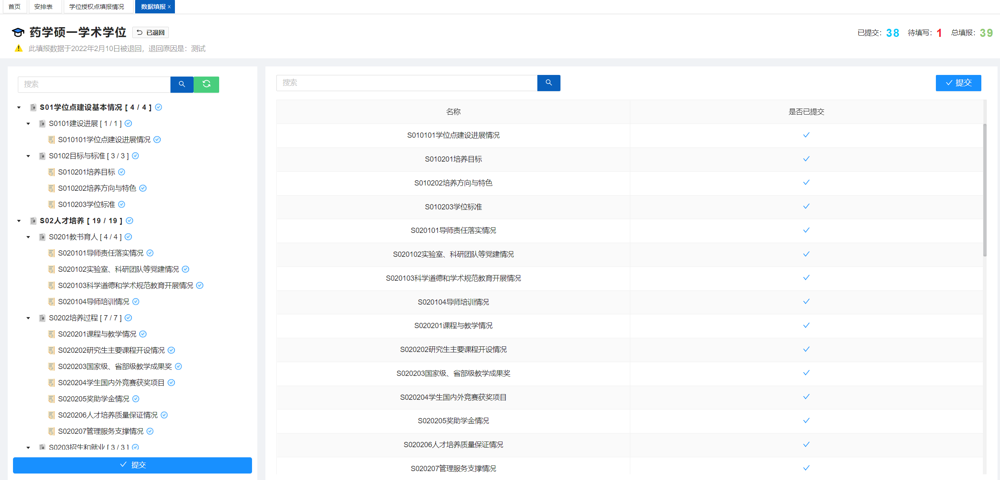 首页 安排表 学位授权点填报情况 数据填报 ×
药学硕一学术学位 已退回 已提交：38 待填写：1 总填报：39
此填报数据于2022年2月10日被退回，退回原因是：测试
搜索
S01学位点建设基本情况 [ 4 / 4 ]
S0101建设进展 [ 1 / 1 ]
S010101学位点建设进展情况
S0102目标与标准 [ 3 / 3 ]
S010201培养目标
S010202培养方向与特色
S010203学位标准
S02人才培养 [ 19 / 19 ]
S0201教书育人 [ 4 / 4 ]
S020101导师责任落实情况
S020102实验室、科研团队等党建情况
S020103科学道德和学术规范教育开展情况
S020104导师培训情况
S0202培养过程 [ 7 / 7 ]
S020201课程与教学情况
S020202研究生主要课程开设情况
S020203国家级、省部级教学成果奖
S020204学生国内外竞赛获奖项目
S020205奖助学金情况
S020206人才培养质量保证情况
S020207管理服务支撑情况
S0203招生和就业 [ 3 / 3 ]
提交
搜索 提交
名称 是否已提交
S010101学位点建设进展情况
S010201培养目标
S010202培养方向与特色
S010203学位标准
S020101导师责任落实情况
S020102实验室、科研团队等党建情况
S020103科学道德和学术规范教育开展情况
S020104导师培训情况
S020201课程与教学情况
S020202研究生主要课程开设情况
S020203国家级、省部级教学成果奖
S020204学生国内外竞赛获奖项目
S020205奖助学金情况
S020206人才培养质量保证情况
S020207管理服务支撑情况